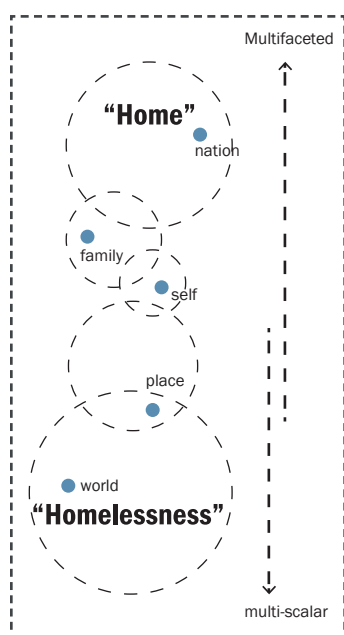 Multifaceted
“Home”
nation
family
self
place
world
“Homelessness”
multi-scalar